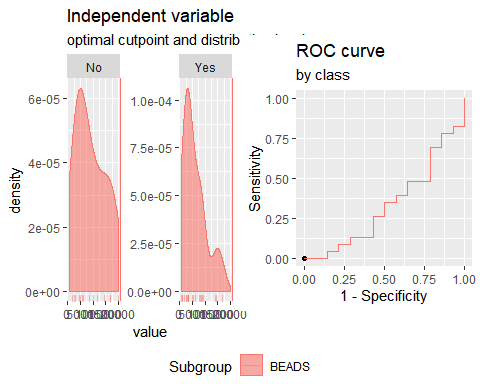 Independent variable
optimal cutpoint and distrib
No
Yes
6e-05
4e-05
2e-05
0e+00
1.0e-04
7.5e-05
5.0e-05
2.5e-05
0.0e+00
density
value
ROC curve
by class
1.00
0.75
0.50
0.25
0.00
Sensitivity
0.00 0.25 0.50 0.75 1.00
1 - Specificity
Subgroup BEADS